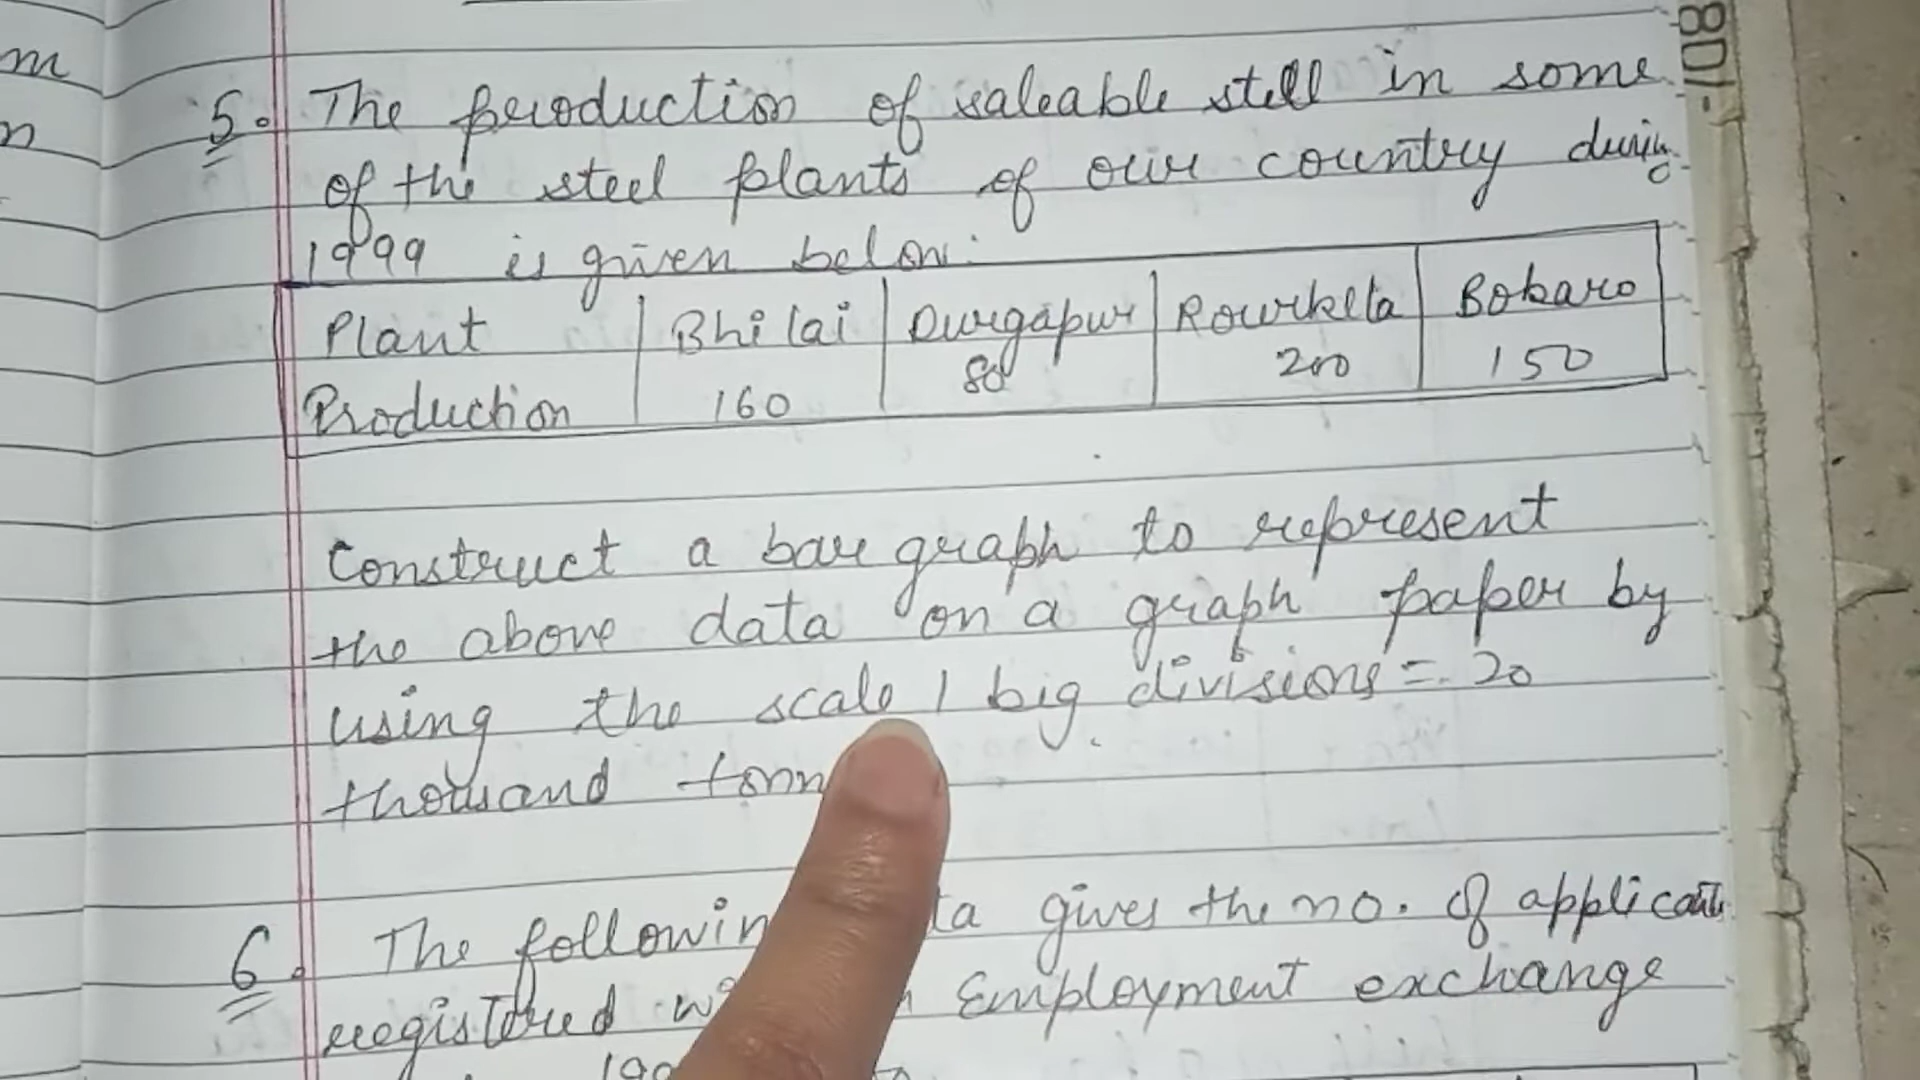 m
n
5. The production of saleable stell in some
of the steel plants of our country during
1999 is given below:
Plant Bhilai Durgapur Rourkela Bokaro
Production 160 80 200 150
Construct a bar graph to represent
the above data on a graph paper by
using the scale 1 big divisions = 20
thousand tonn
6. The followin ta gives the no. of applicants
registered w Employment exchange
199